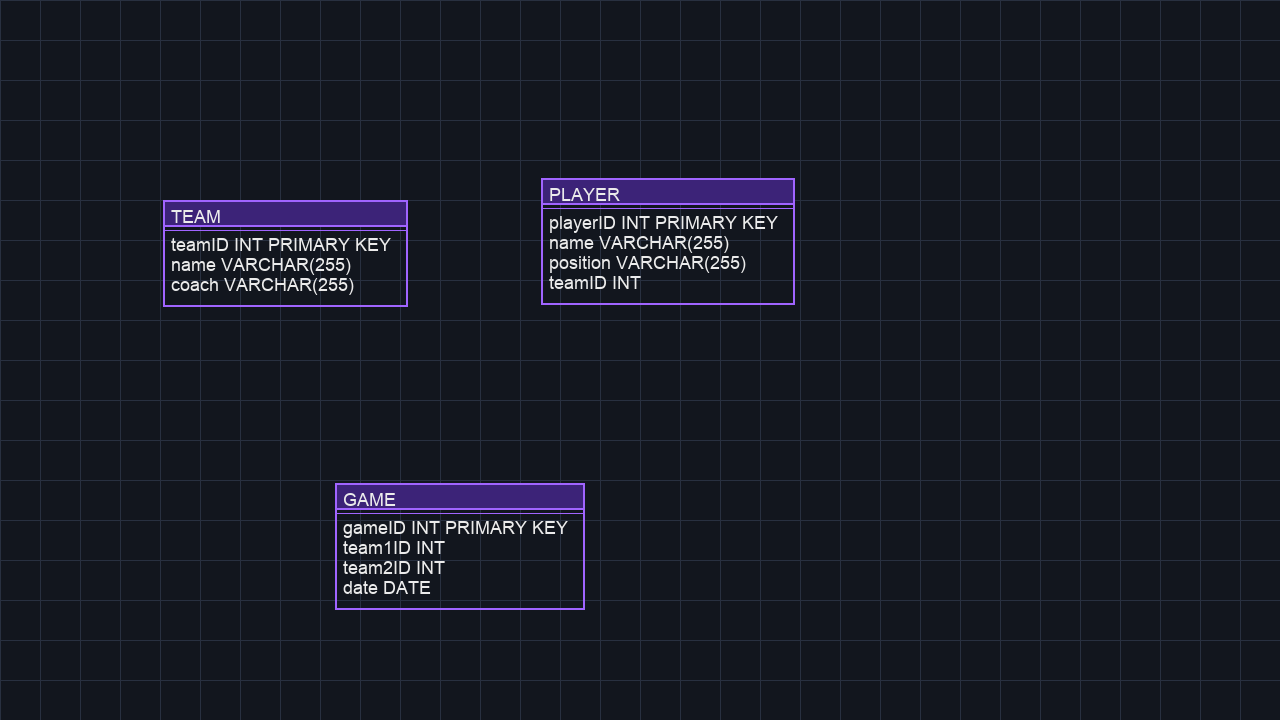 TEAM
teamID INT PRIMARY KEY
name VARCHAR(255)
coach VARCHAR(255)
PLAYER
playerID INT PRIMARY KEY
name VARCHAR(255)
position VARCHAR(255)
teamID INT
GAME
gameID INT PRIMARY KEY
team1ID INT
team2ID INT
date DATE